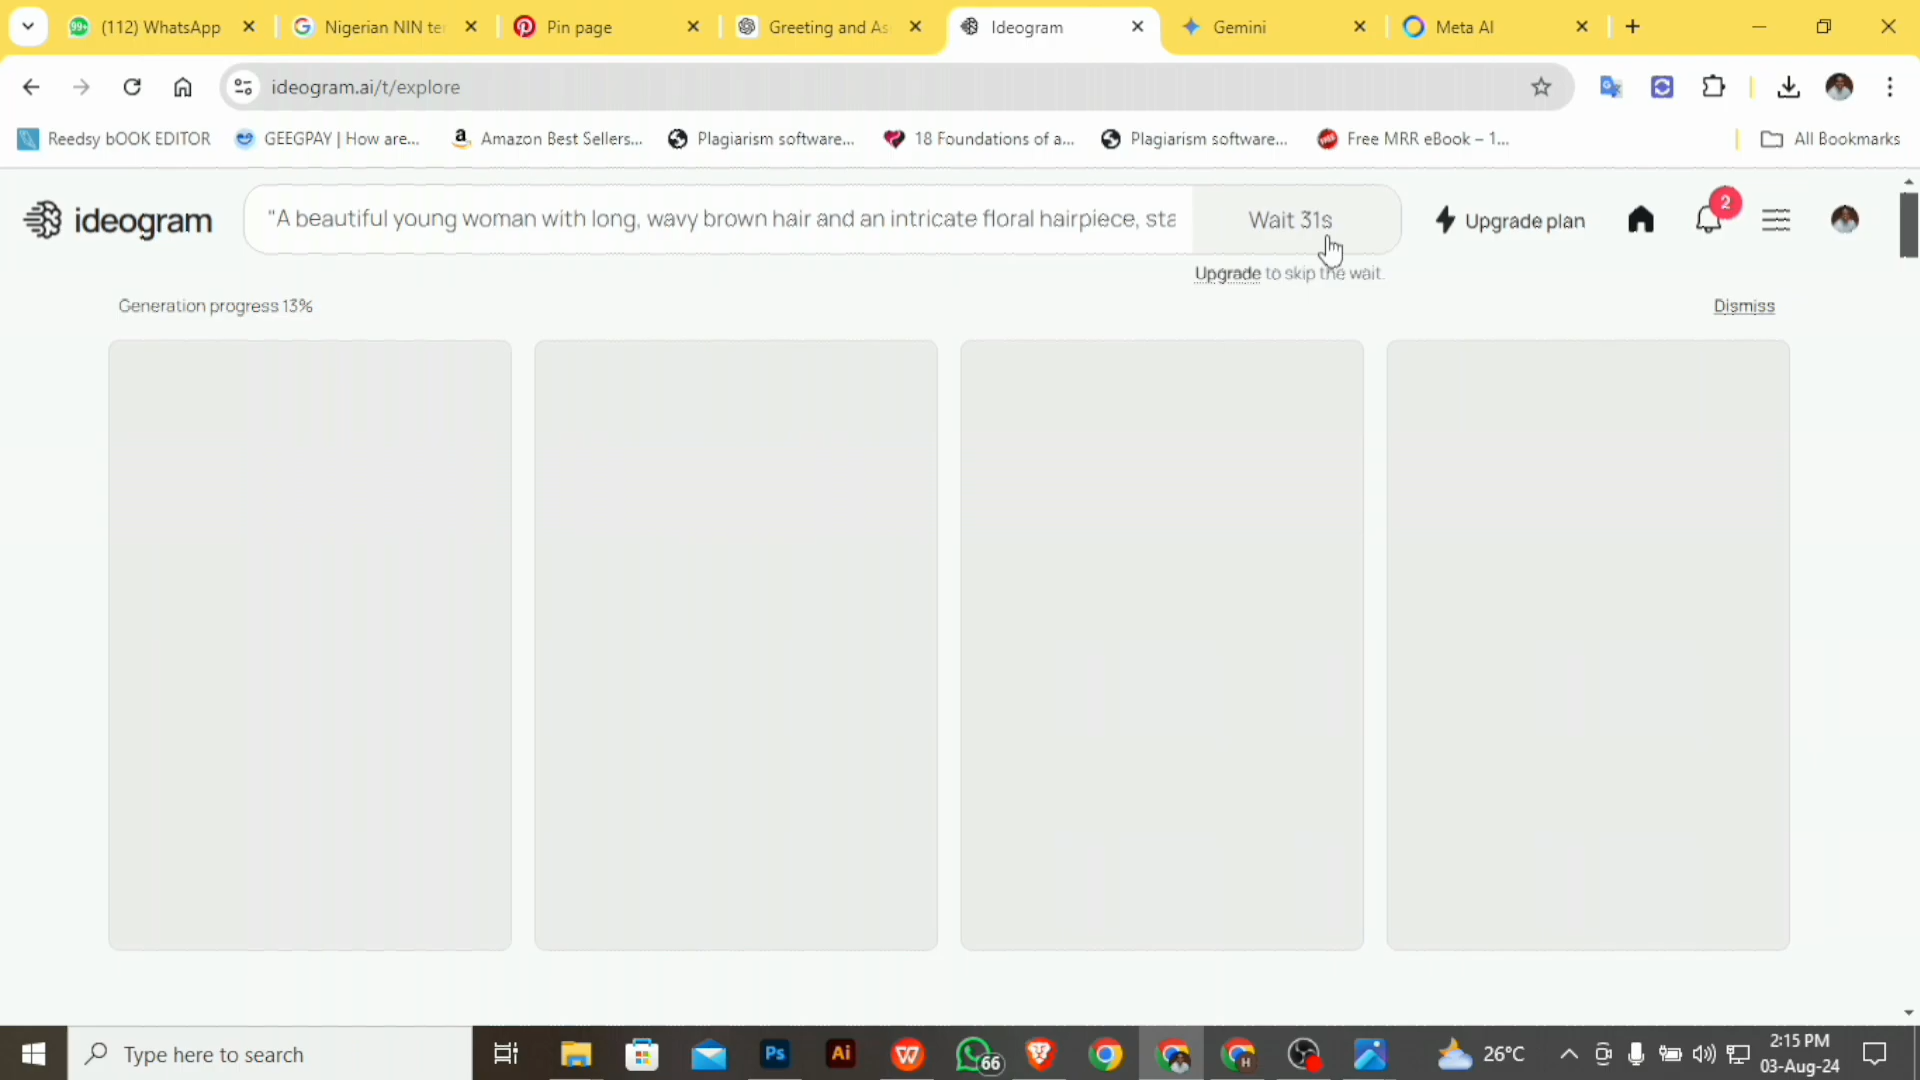 (112) WhatsApp
Nigerian NIN te
Pin page
Greeting and As
Ideogram
Gemini
Meta AI
ideogram.ai/t/explore
Reedsy bOOK EDITOR
GEEGPAY | How are...
Amazon Best Sellers...
Plagiarism software...
18 Foundations of a...
Plagiarism software...
Free MRR eBook – 1...
All Bookmarks
ideogram
"A beautiful young woman with long, wavy brown hair and an intricate floral hairpiece, sta
Wait 31s
Upgrade plan
2
Upgrade to skip the wait.
Generation progress 13%
Dismiss
Type here to search
Ps
Ai
66
H
26°C
2:15 PM
03-Aug-24